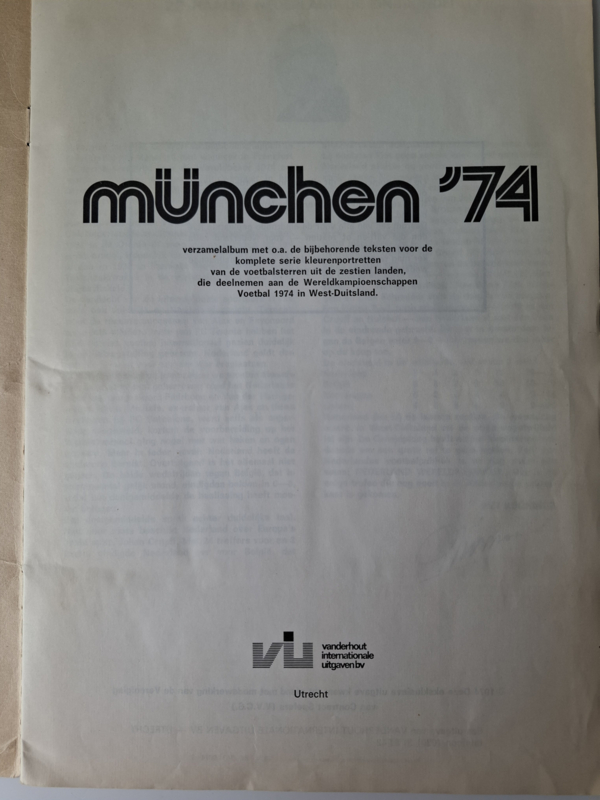 münchen '74
verzamelalbum met o.a. de bijbehorende teksten voor de
komplete serie kleurenportretten
van de voetbalsterren uit de zestien landen,
die deelnemen aan de Wereldkampioenschappen
Voetbal 1974 in West-Duitsland.
viu
vanderhout
internationale
uitgaven bv
Utrecht